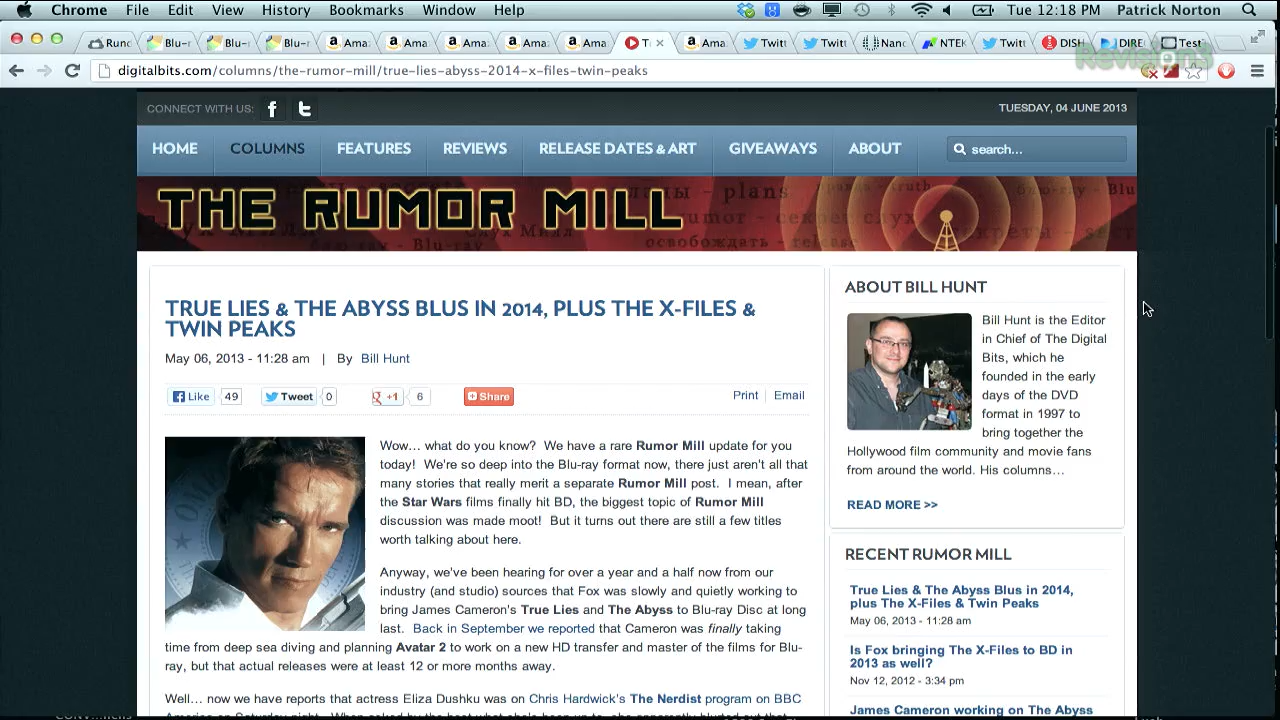 Chrome File Edit View History Bookmarks Window Help Tue 12:18 PM Patrick Norton
Blu-r Blu-r Blu-r Ama Ama Ama Ama Ama Ama Twitt Twitt Nanc NTEK Twitt DISH DIRE Test
digitalbits.com/columns/the-rumor-mill/true-lies-abyss-2014-x-files-twin-peaks
Revision3
CONNECT WITH US:
TUESDAY, 04 JUNE 2013
HOME COLUMNS FEATURES REVIEWS RELEASE DATES & ART GIVEAWAYS ABOUT search...
THE RUMOR MILL
TRUE LIES & THE ABYSS BLUS IN 2014, PLUS THE X-FILES &
TWIN PEAKS
May 06, 2013 - 11:28 am | By Bill Hunt
Like 49 Tweet 0 +1 6 Share Print Email
Wow... what do you know? We have a rare Rumor Mill update for you
today! We're so deep into the Blu-ray format now, there just aren't all that
many stories that really merit a separate Rumor Mill post. I mean, after
the Star Wars films finally hit BD, the biggest topic of Rumor Mill
discussion was made moot! But it turns out there are still a few titles
worth talking about here.
Anyway, we've been hearing for over a year and a half now from our
industry (and studio) sources that Fox was slowly and quietly working to
bring James Cameron's True Lies and The Abyss to Blu-ray Disc at long
last. Back in September we reported that Cameron was finally taking
time from deep sea diving and planning Avatar 2 to work on a new HD transfer and master of the films for Blu-
ray, but that actual releases were at least 12 or more months away.
Well... now we have reports that actress Eliza Dushku was on Chris Hardwick's The Nerdist program on BBC
ABOUT BILL HUNT
Bill Hunt is the Editor
in Chief of The Digital
Bits, which he
founded in the early
days of the DVD
format in 1997 to
bring together the
Hollywood film community and movie fans
from around the world. His columns...
READ MORE >>
RECENT RUMOR MILL
True Lies & The Abyss Blus in 2014,
plus The X-Files & Twin Peaks
May 06, 2013 - 11:28 am
Is Fox bringing The X-Files to BD in
2013 as well?
Nov 12, 2012 - 3:34 pm
James Cameron working on The Abyss